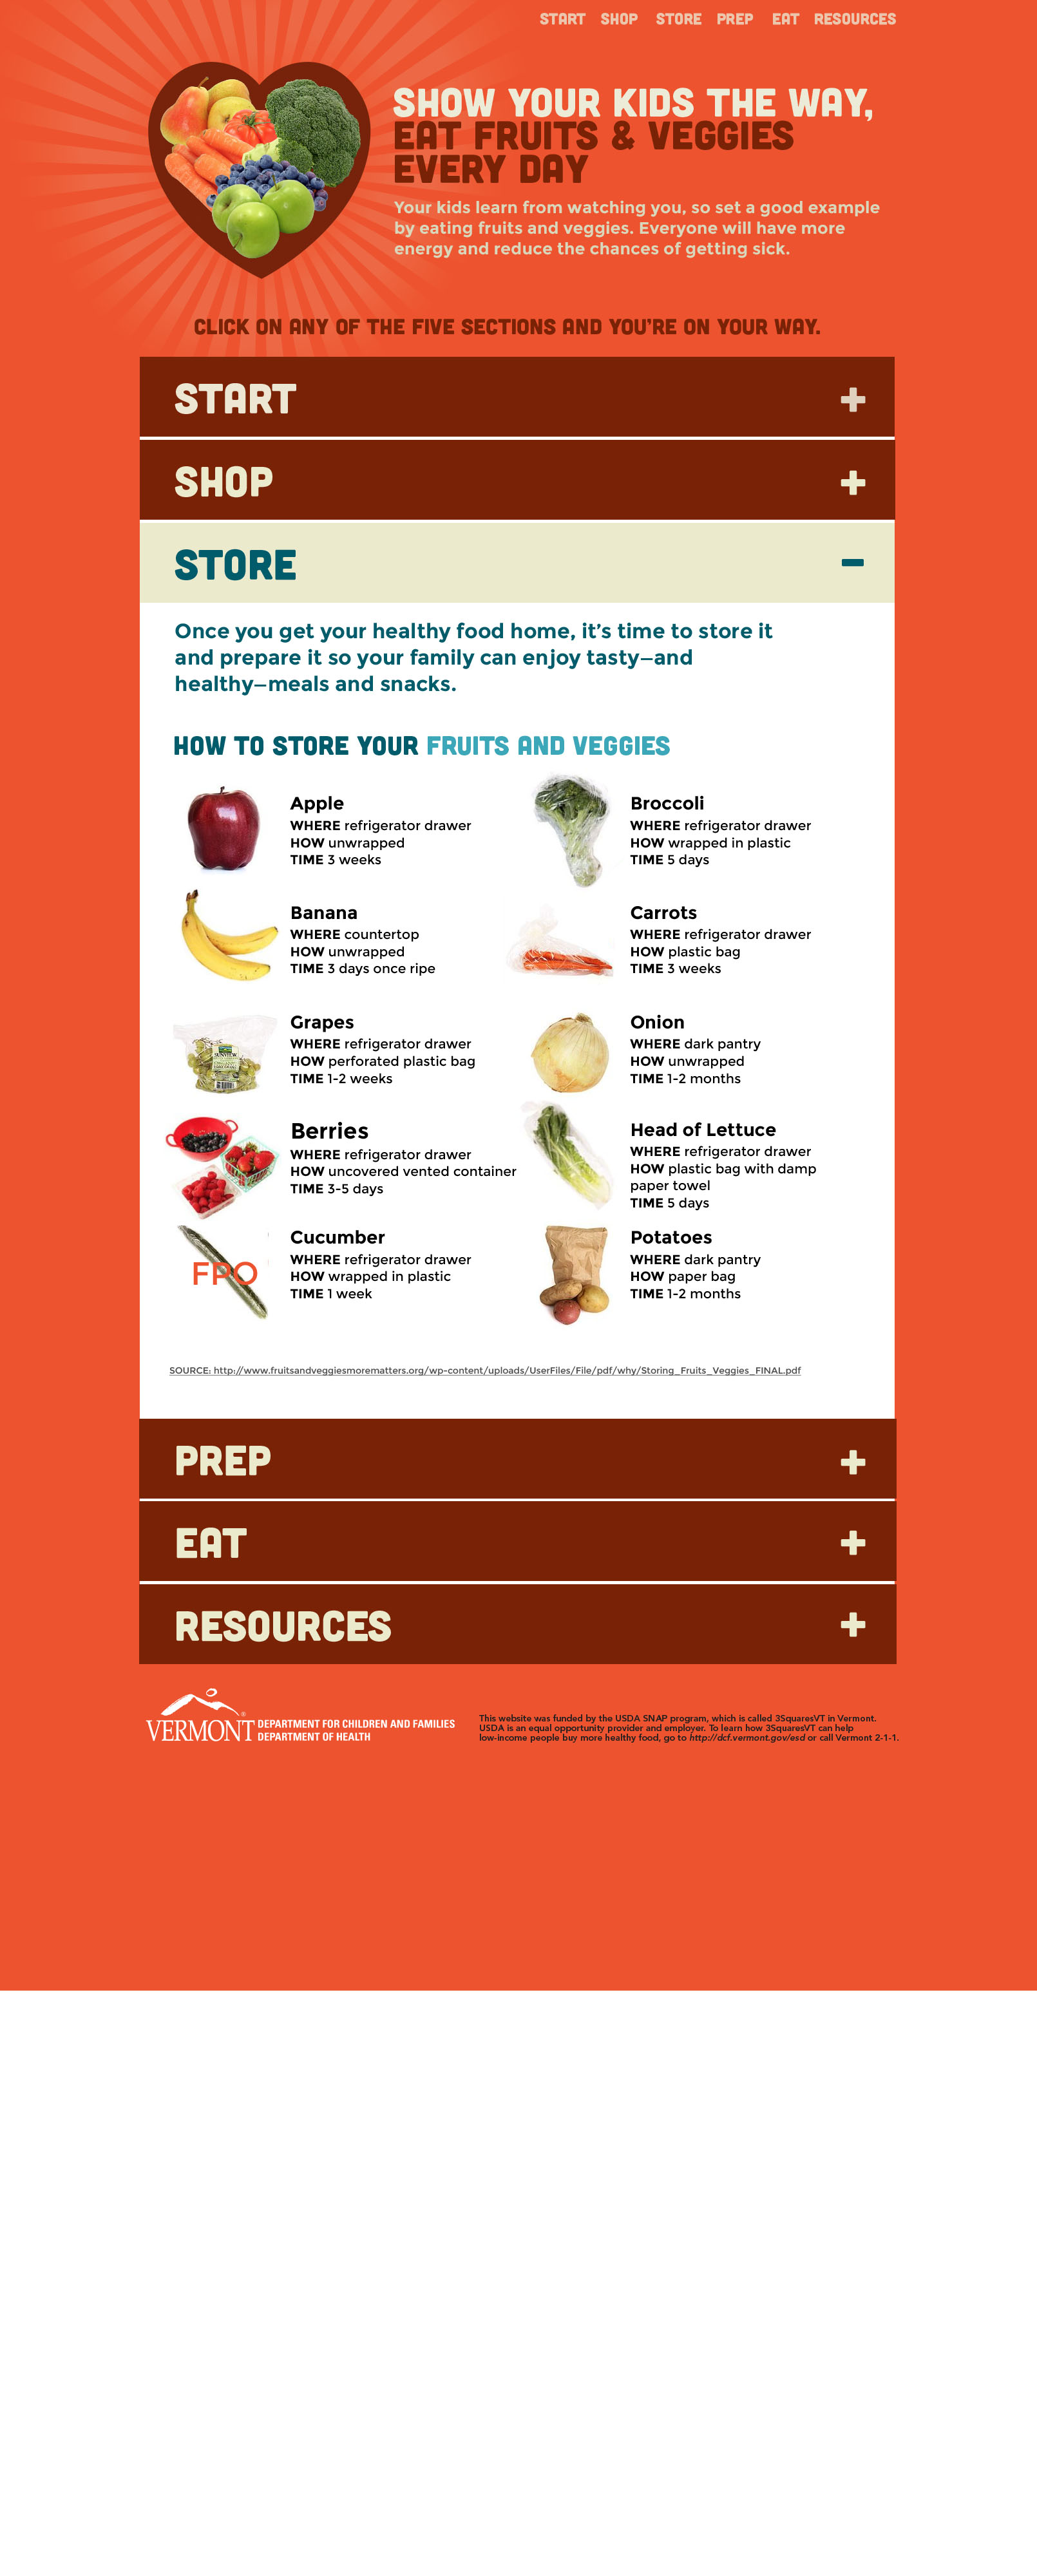 START SHOP STORE PREP EAT RESOURCES
SHOW YOUR KIDS THE WAY,
EAT FRUITS & VEGGIES
EVERY DAY
Your kids learn from watching you, so set a good example
by eating fruits and veggies. Everyone will have more
energy and reduce the chances of getting sick.
CLICK ON ANY OF THE FIVE SECTIONS AND YOU'RE ON YOUR WAY.
START +
SHOP +
STORE –
Once you get your healthy food home, it's time to store it
and prepare it so your family can enjoy tasty—and
healthy—meals and snacks.
HOW TO STORE YOUR FRUITS AND VEGGIES
Apple
WHERE refrigerator drawer
HOW unwrapped
TIME 3 weeks
Broccoli
WHERE refrigerator drawer
HOW wrapped in plastic
TIME 5 days
Banana
WHERE countertop
HOW unwrapped
TIME 3 days once ripe
Carrots
WHERE refrigerator drawer
HOW plastic bag
TIME 3 weeks
Grapes
WHERE refrigerator drawer
HOW perforated plastic bag
TIME 1-2 weeks
Onion
WHERE dark pantry
HOW unwrapped
TIME 1-2 months
Berries
WHERE refrigerator drawer
HOW uncovered vented container
TIME 3-5 days
Head of Lettuce
WHERE refrigerator drawer
HOW plastic bag with damp
paper towel
TIME 5 days
FPO
Cucumber
WHERE refrigerator drawer
HOW wrapped in plastic
TIME 1 week
Potatoes
WHERE dark pantry
HOW paper bag
TIME 1-2 months
SOURCE: http://www.fruitsandveggiesmorematters.org/wp-content/uploads/UserFiles/File/pdf/why/Storing_Fruits_Veggies_FINAL.pdf
PREP +
EAT +
RESOURCES +
VERMONT®
DEPARTMENT FOR CHILDREN AND FAMILIES
DEPARTMENT OF HEALTH
This website was funded by the USDA SNAP program, which is called 3SquaresVT in Vermont.
USDA is an equal opportunity provider and employer. To learn how 3SquaresVT can help
low-income people buy more healthy food, go to http://dcf.vermont.gov/esd or call Vermont 2-1-1.